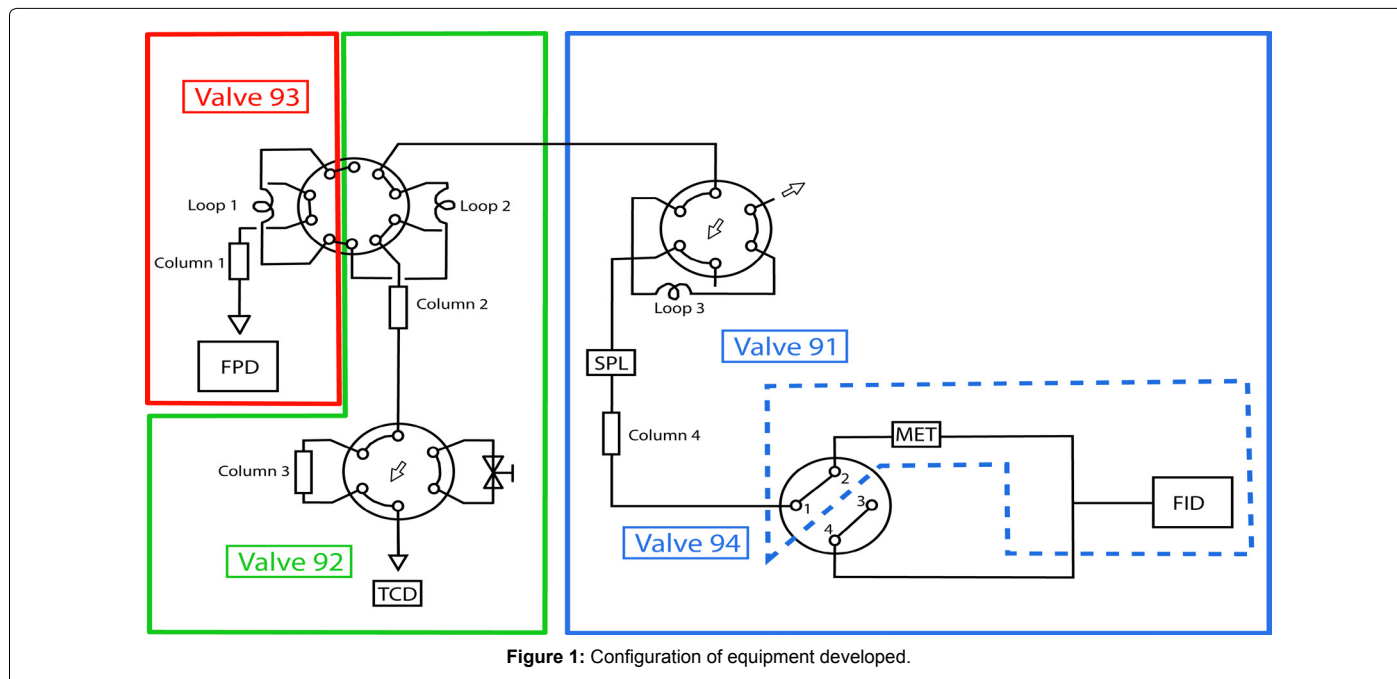 Valve 93
Loop 1
Loop 2
Column 1
Column 2
FPD
Loop 3
Valve 91
SPL
Column 4
MET
Column 3
1
2
3
4
FID
Valve 94
Valve 92
TCD
Figure 1: Configuration of equipment developed.